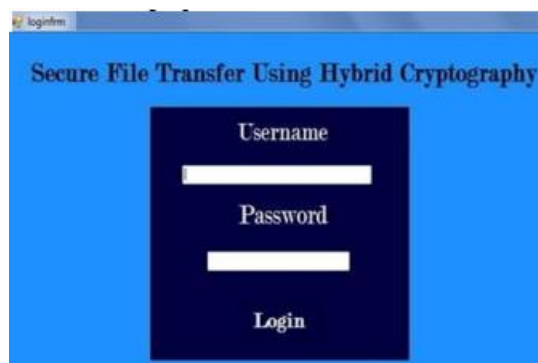 loginfrm
Secure File Transfer Using Hybrid Cryptography
Username
Password
Login